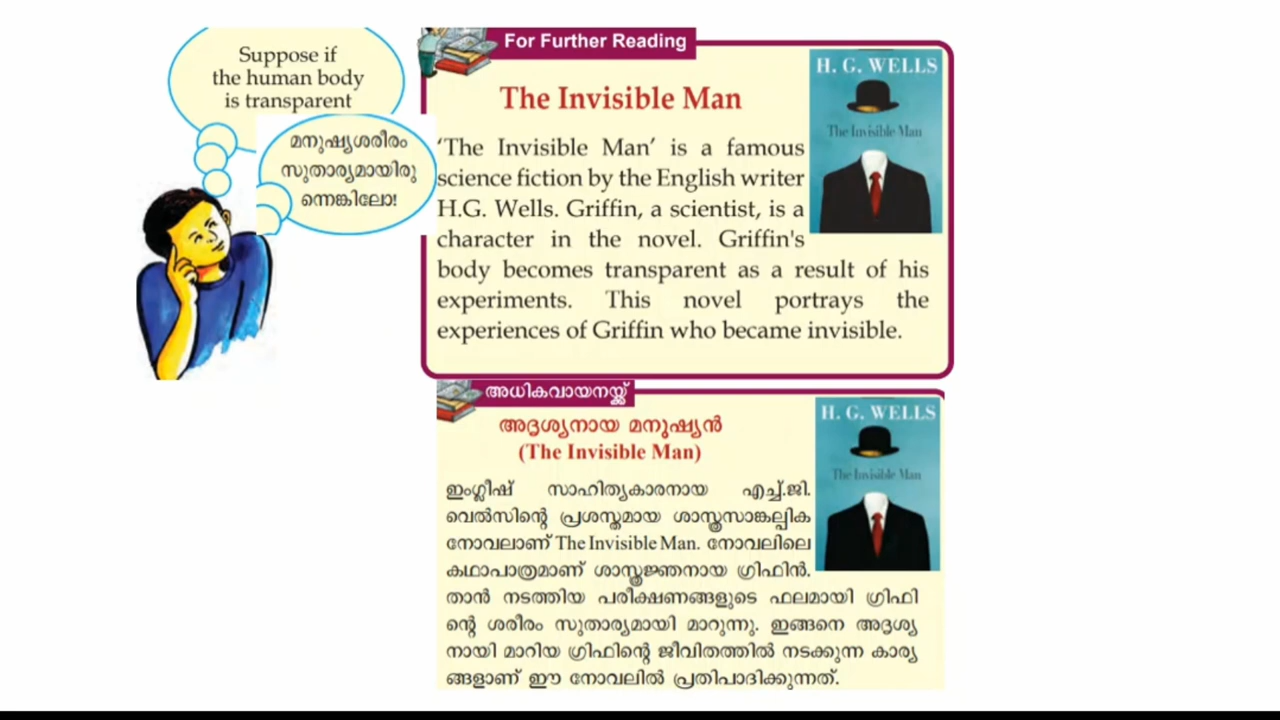 Suppose if
the human body
is transparent
മനുഷ്യശരീരം
സുതാര്യമായിരു
ന്നെങ്കിലോ!
For Further Reading
The Invisible Man
H. G. WELLS
The Invisible Man
‘The Invisible Man’ is a famous
science fiction by the English writer
H.G. Wells. Griffin, a scientist, is a
character in the novel. Griffin's
body becomes transparent as a result of his
experiments. This novel portrays the
experiences of Griffin who became invisible.
അധികവായനയ്ക്ക്
അദൃശ്യനായ മനുഷ്യൻ
(The Invisible Man)
H. G. WELLS
The Invisible Man
ഇംഗ്ലീഷ് സാഹിത്യകാരനായ എച്ച്.ജി.
വെൽസിന്റെ പ്രശസ്തമായ ശാസ്ത്രസാങ്കല്പിക
നോവലാണ് The Invisible Man. നോവലിലെ
കഥാപാത്രമാണ് ശാസ്ത്രജ്ഞനായ ഗ്രിഫിൻ.
താൻ നടത്തിയ പരീക്ഷണങ്ങളുടെ ഫലമായി ഗ്രിഫി
ന്റെ ശരീരം സുതാര്യമായി മാറുന്നു. ഇങ്ങനെ അദൃശ്യ
നായി മാറിയ ഗ്രിഫിന്റെ ജീവിതത്തിൽ നടക്കുന്ന കാര്യ
ങ്ങളാണ് ഈ നോവലിൽ പ്രതിപാദിക്കുന്നത്.